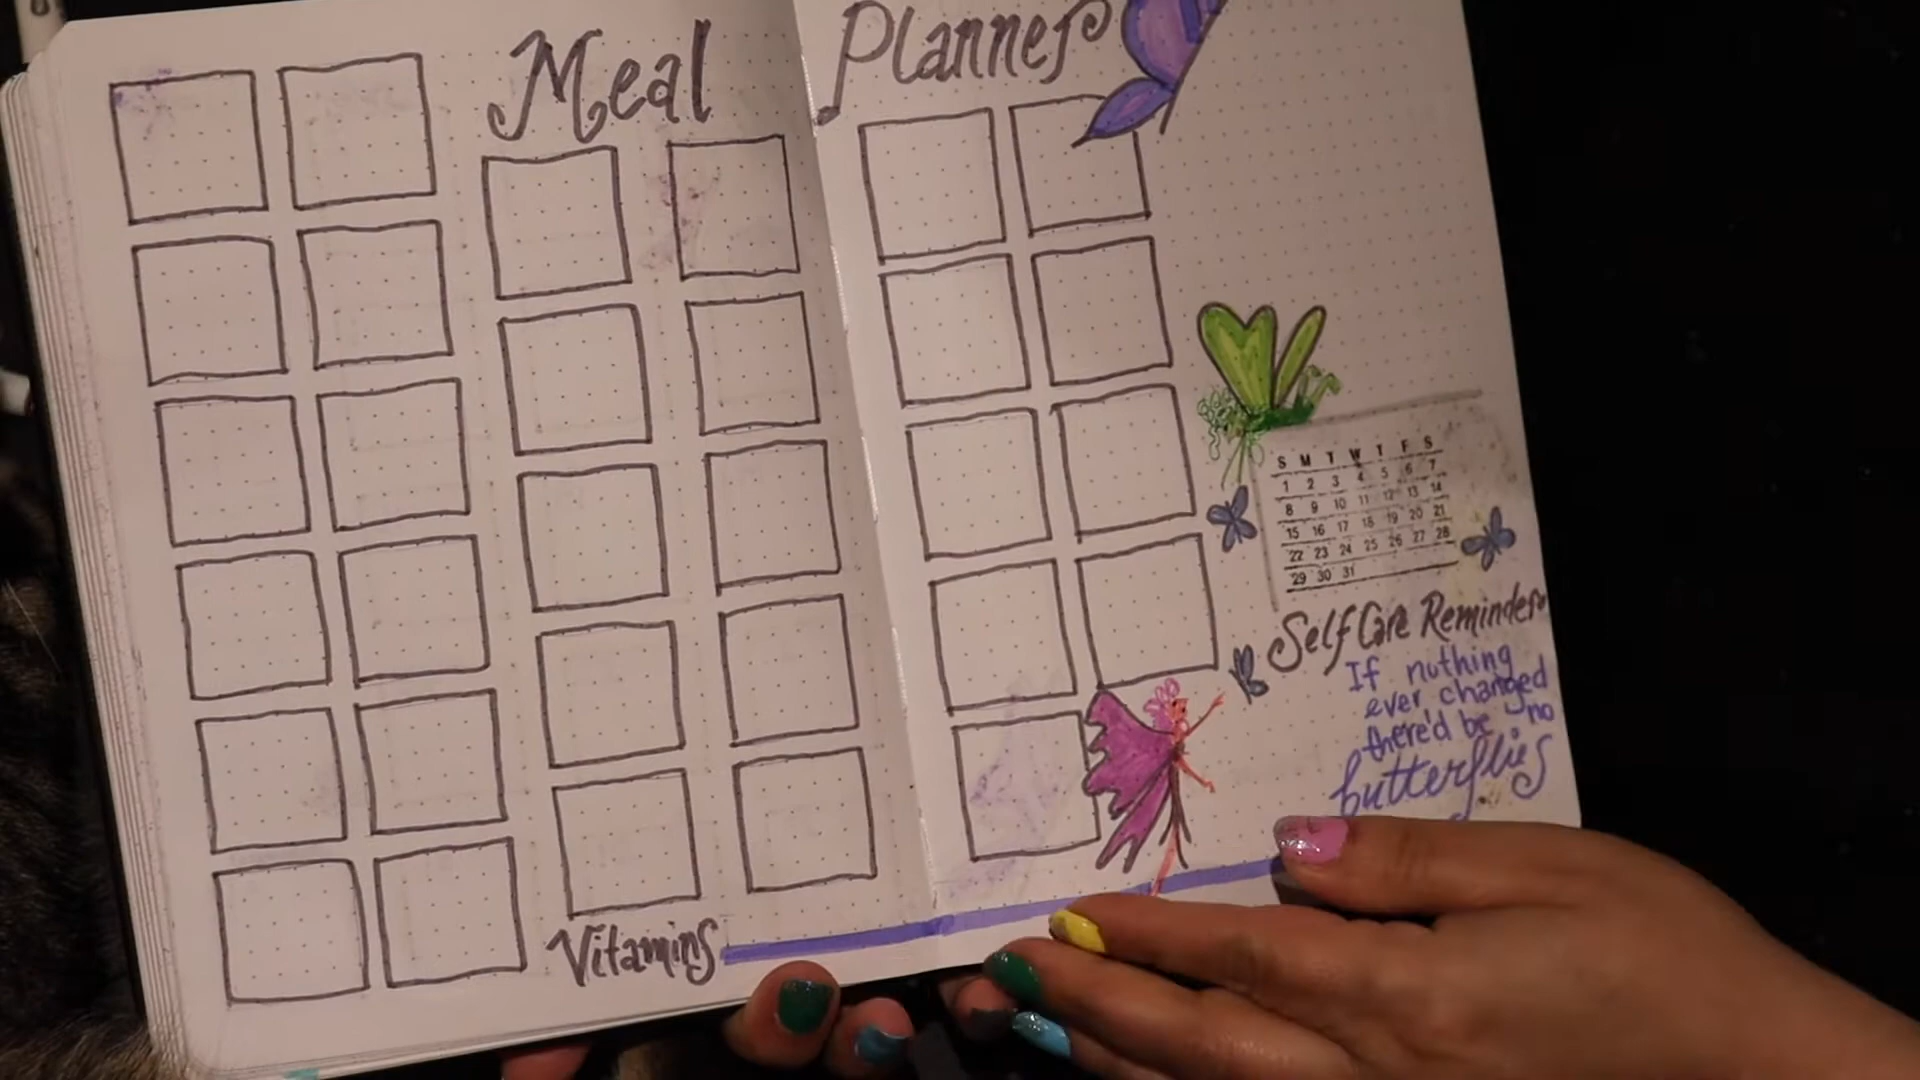 Meal Planner
S M T W T F S
1 2 3 4 5 6 7
8 9 10 11 12 13 14
15 16 17 18 19 20 21
22 23 24 25 26 27 28
29 30 31
Self Care Reminder
If nothing
ever changed
there'd be no
butterflies
Vitamins